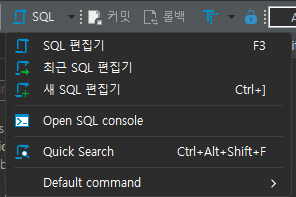 SQL 커밋 롤백 T A
SQL 편집기 F3
최근 SQL 편집기
새 SQL 편집기 Ctrl+]
Open SQL console
Quick Search Ctrl+Alt+Shift+F
Default command